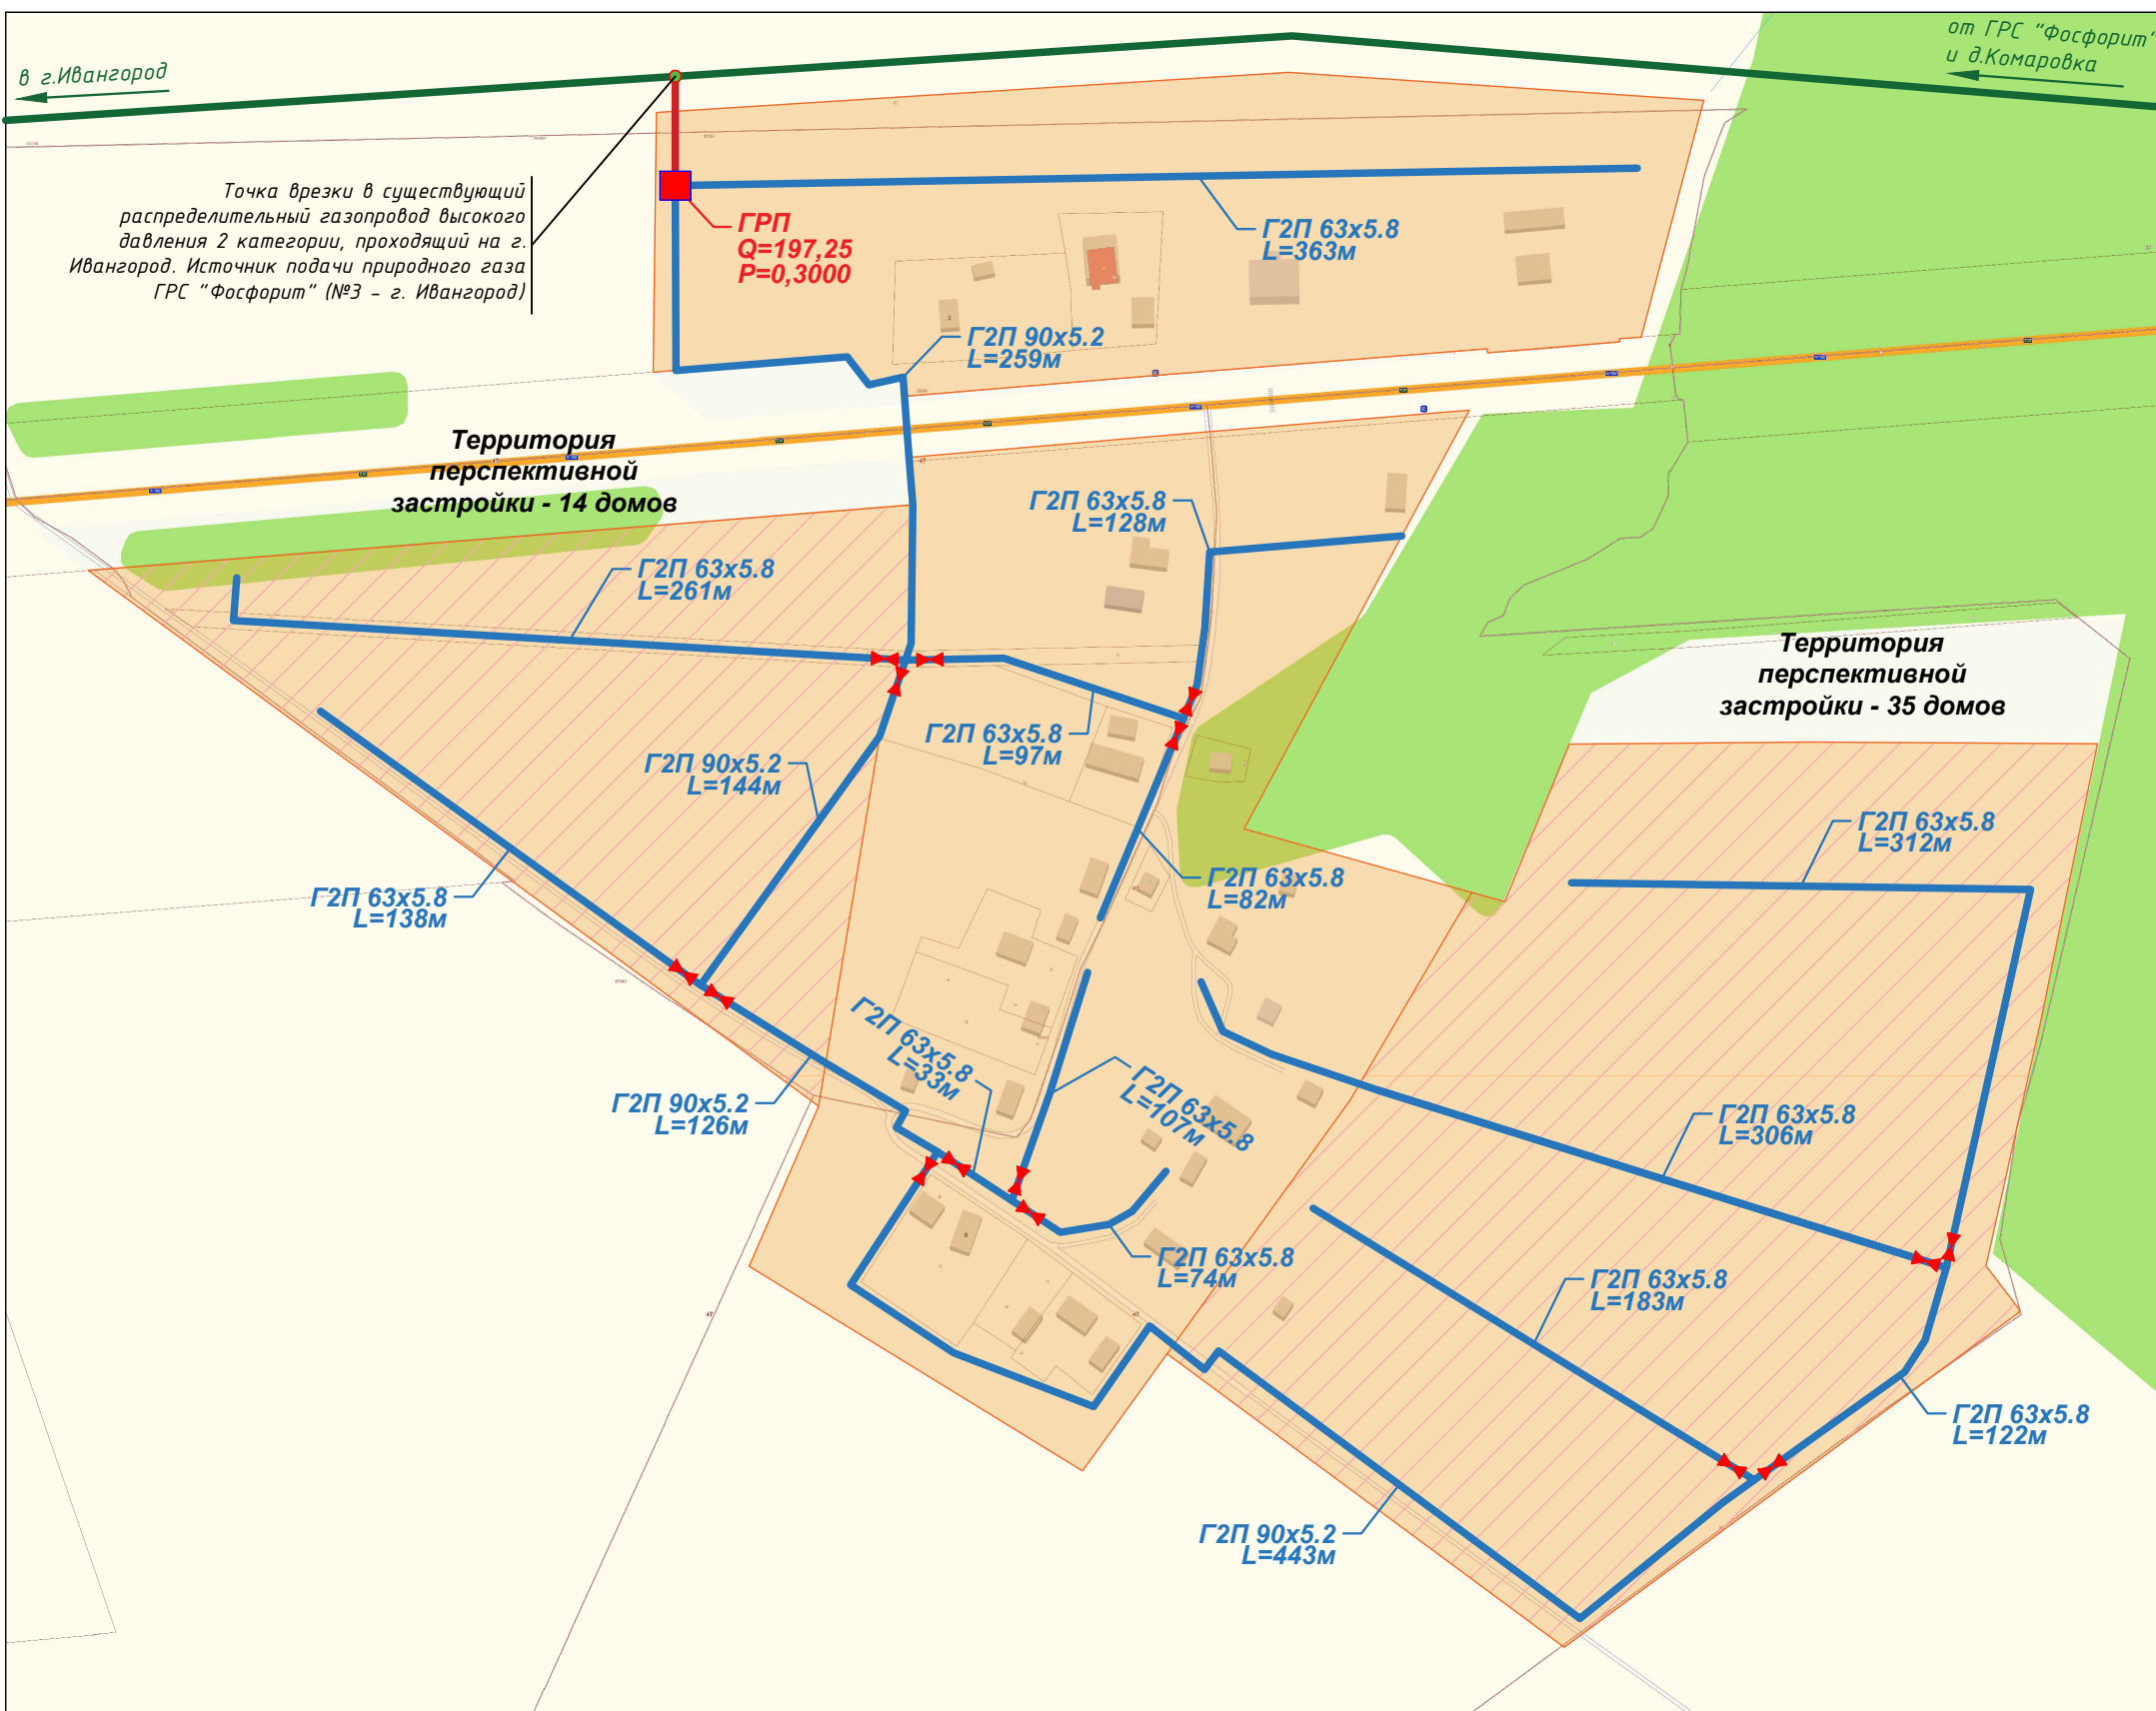 от ГРС "Фосфорит"
и д.Комаровка
в г.Ивангород
Точка врезки в существующий
распределительный газопровод высокого
давления 2 категории, проходящий на г.
Ивангород. Источник подачи природного газа
ГРС "Фосфорит" (№3 - г. Ивангород)
ГРП
Q=197,25
P=0,3000
Г2П 63х5.8
L=363м
Г2П 90х5.2
L=259м
Территория
перспективной
застройки - 14 домов
Г2П 63х5.8
L=128м
Г2П 63х5.8
L=261м
Территория
перспективной
застройки - 35 домов
Г2П 63х5.8
L=97м
Г2П 90х5.2
L=144м
Г2П 63х5.8
L=312м
Г2П 63х5.8
L=138м
Г2П 63х5.8
L=82м
Г2П 63х5.8
L=33м
Г2П 63х5.8
L=107м
Г2П 90х5.2
L=126м
Г2П 63х5.8
L=306м
Г2П 63х5.8
L=74м
Г2П 63х5.8
L=183м
Г2П 63х5.8
L=122м
Г2П 90х5.2
L=443м